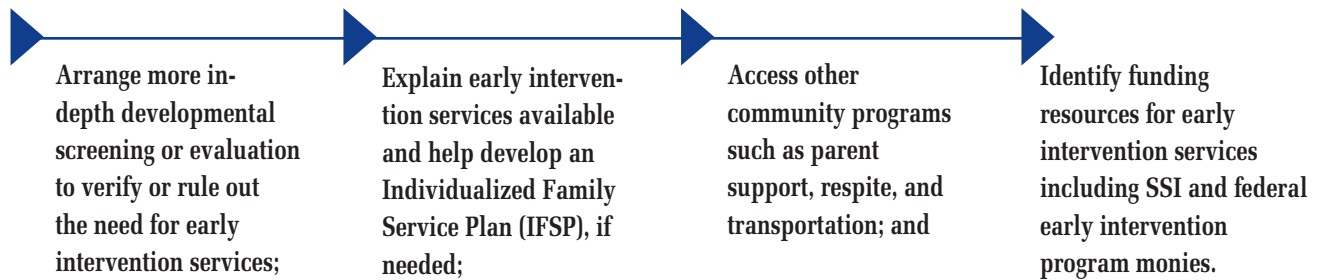 Arrange more in-
depth developmental
screening or evaluation
to verify or rule out
the need for early
intervention services;
Explain early interven-
tion services available
and help develop an
Individualized Family
Service Plan (IFSP), if
needed;
Access other
community programs
such as parent
support, respite, and
transportation; and
Identify funding
resources for early
intervention services
including SSI and federal
early intervention
program monies.